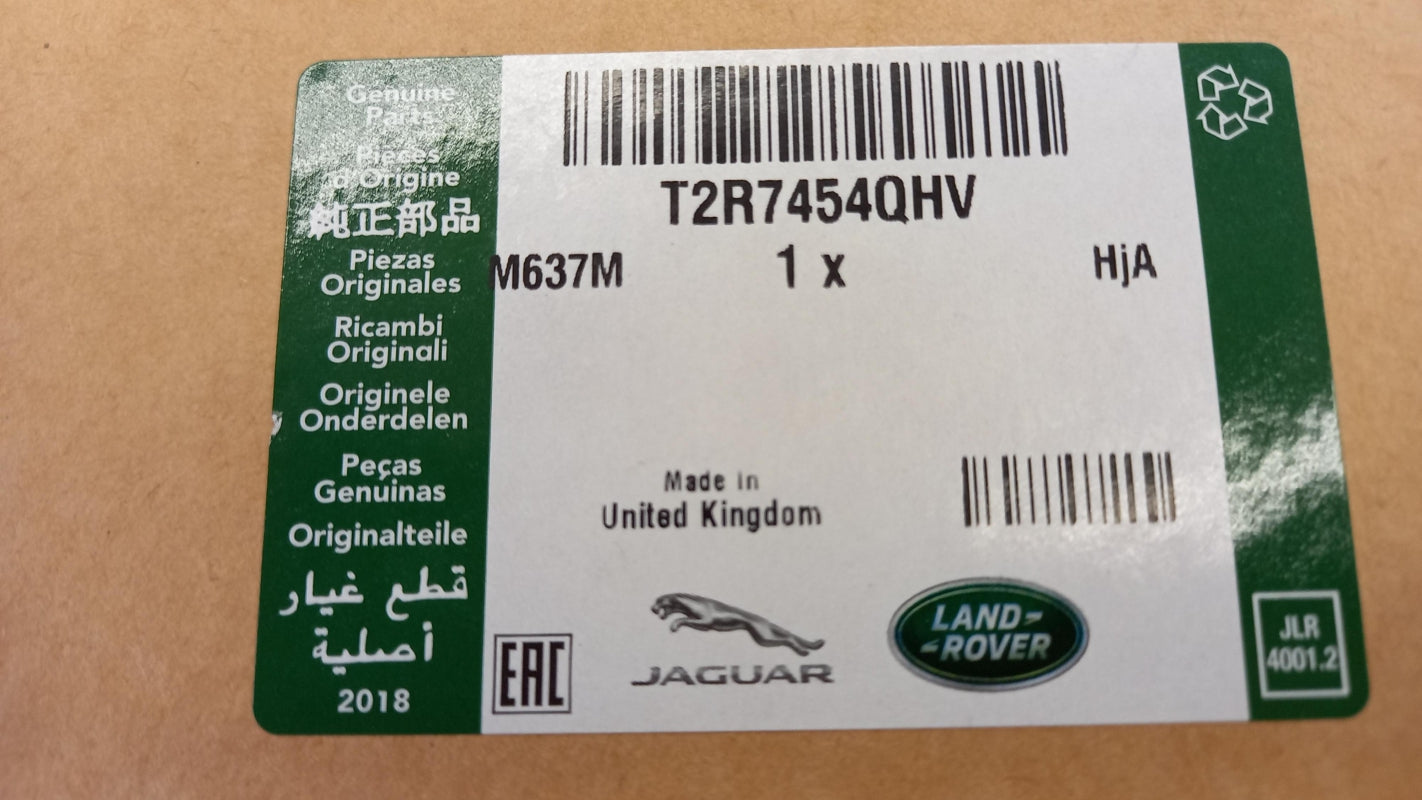 Genuine
Parts
Pièces
d'Origine
純正部品
Piezas
Originales
Ricambi
Originali
Originele
Onderdelen
Peças
Genuinas
Originalteile
قطع غيار
أصلية
2018
T2R7454QHV
M637M 1 x HjA
Made in
United Kingdom
EAC
JAGUAR
LAND-
-ROVER
JLR
4001.2